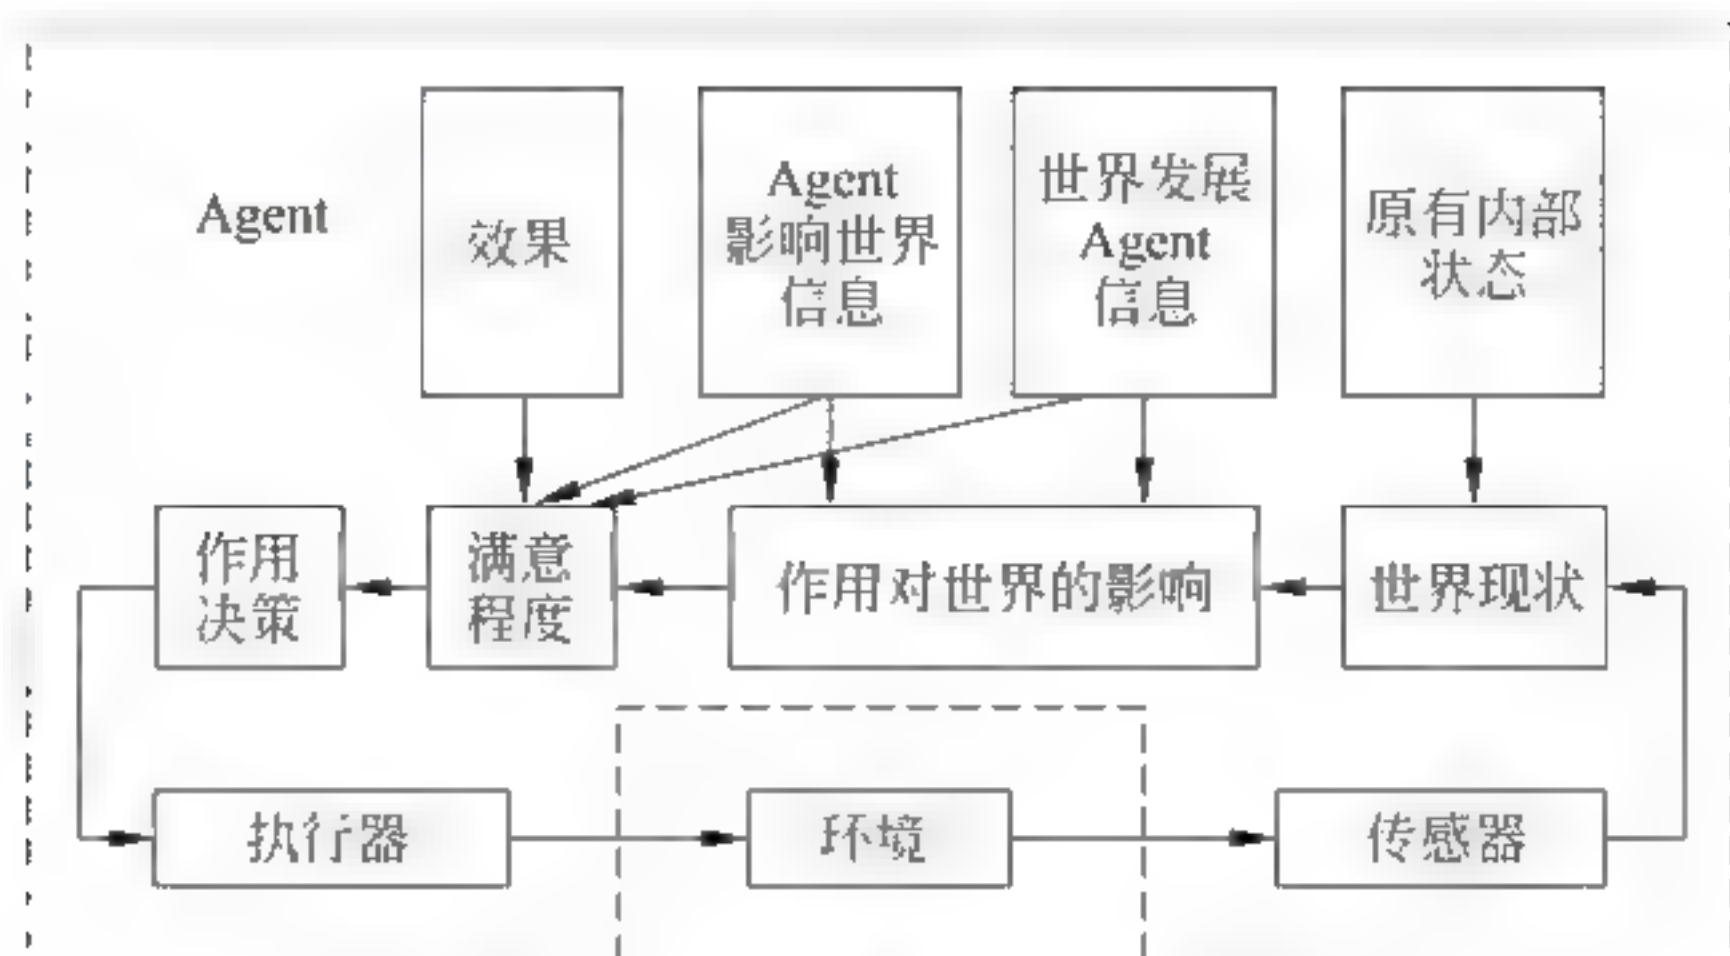 Agent
效果
Agent
影响世界
信息
世界发展
Agent
信息
原有内部
状态
作用
决策
满意
程度
作用对世界的影响
世界现状
执行器
环境
传感器